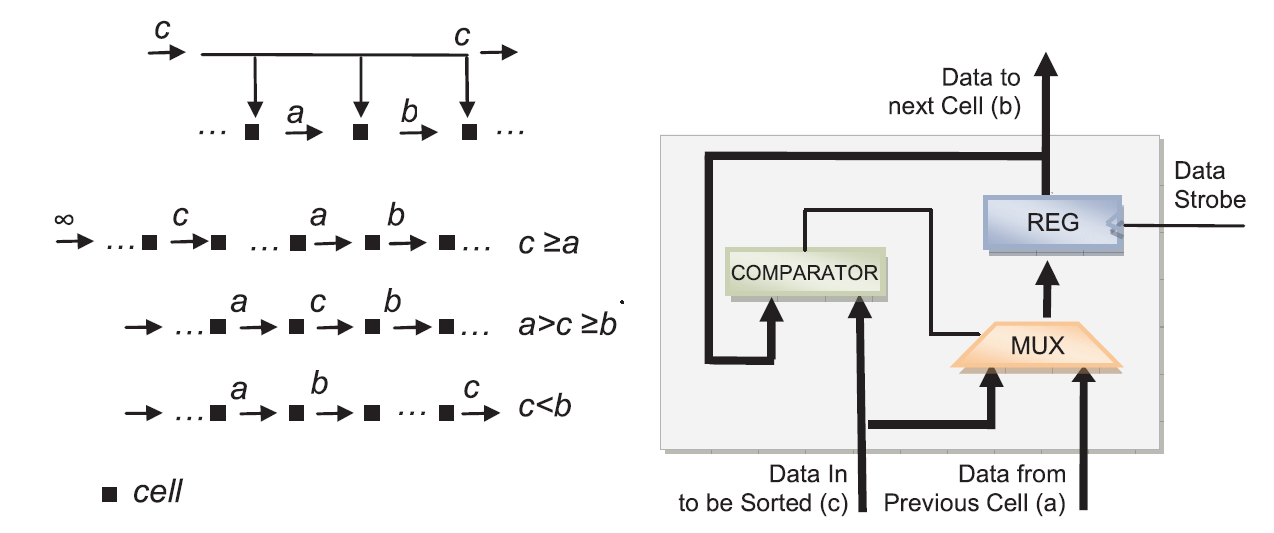 c c
... a b ...
∞ ... c ... a b ... c ≥a
... a c b ... a>c ≥b
... a b ... c c<b
cell
Data to
next Cell (b)
Data
Strobe
REG
COMPARATOR
MUX
Data In
to be Sorted (c)
Data from
Previous Cell (a)